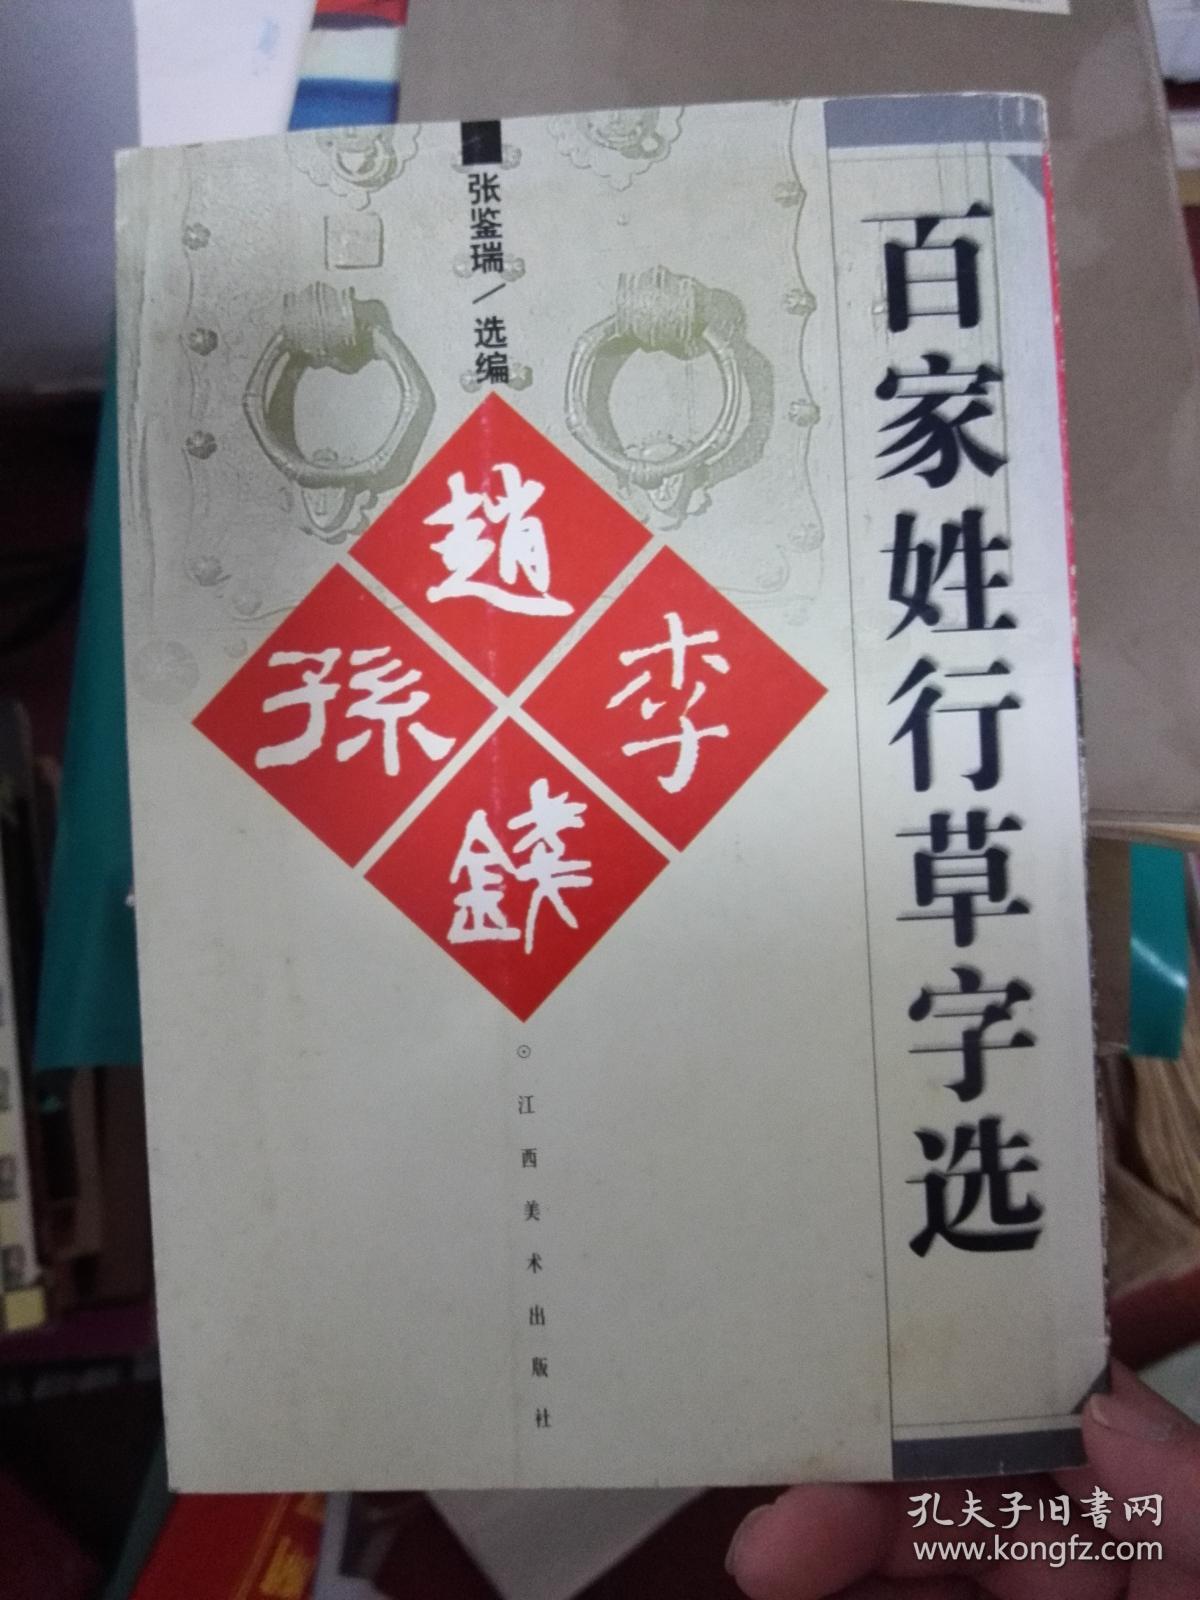 百家姓行草字选
张鉴瑞/选编
趙
孫
李
錢
⊙江西美术出版社
孔夫子旧书网
www.kongfz.com